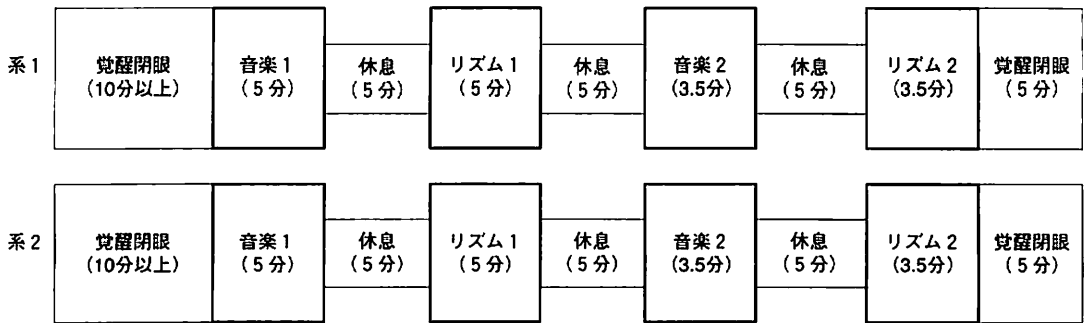 系1
覚醒閉眼
(10分以上)
音楽1
(5分)
休息
(5分)
リズム1
(5分)
休息
(5分)
音楽2
(3.5分)
休息
(5分)
リズム2
(3.5分)
覚醒閉眼
(5分)
系2
覚醒閉眼
(10分以上)
音楽1
(5分)
休息
(5分)
リズム1
(5分)
休息
(5分)
音楽2
(3.5分)
休息
(5分)
リズム2
(3.5分)
覚醒閉眼
(5分)